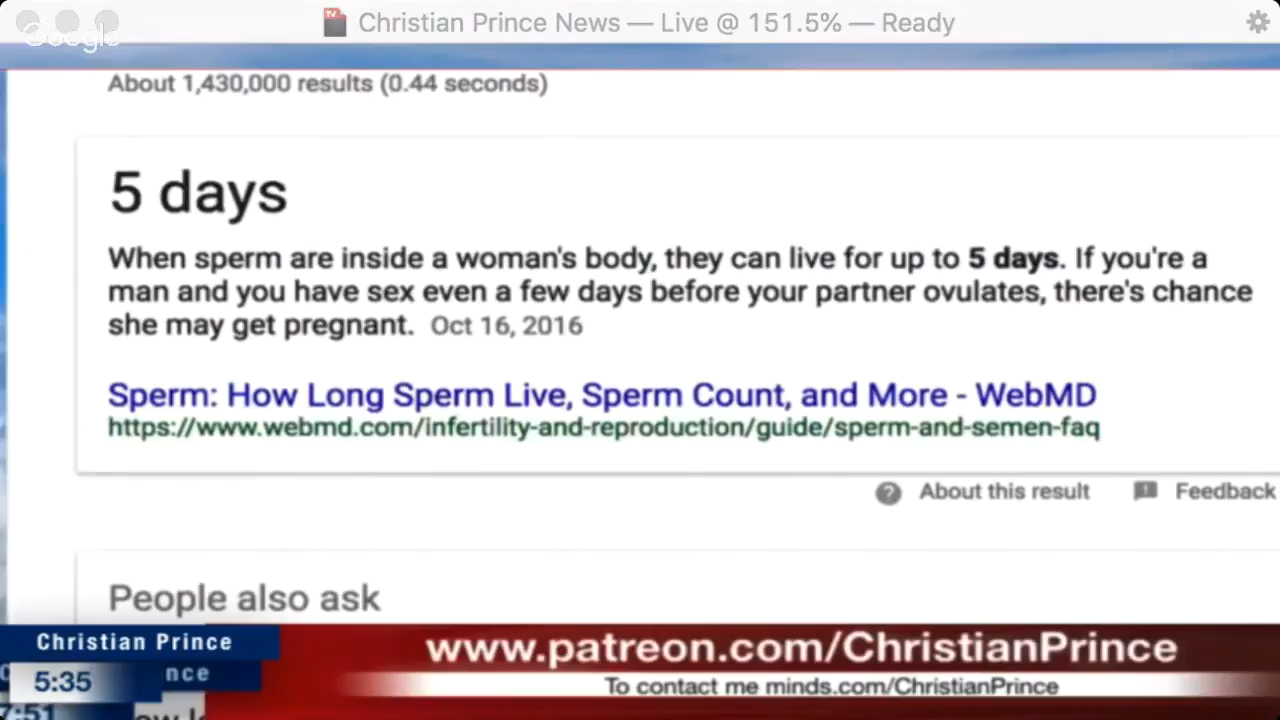 Christian Prince News — Live @ 151.5% — Ready
Google
About 1,430,000 results (0.44 seconds)
5 days
When sperm are inside a woman's body, they can live for up to 5 days. If you're a
man and you have sex even a few days before your partner ovulates, there's chance
she may get pregnant. Oct 16, 2016
Sperm: How Long Sperm Live, Sperm Count, and More - WebMD
https://www.webmd.com/infertility-and-reproduction/guide/sperm-and-semen-faq
About this result Feedback
People also ask
Christian Prince
www.patreon.com/ChristianPrince
nce
5:35
To contact me minds.com/ChristianPrince
7:51